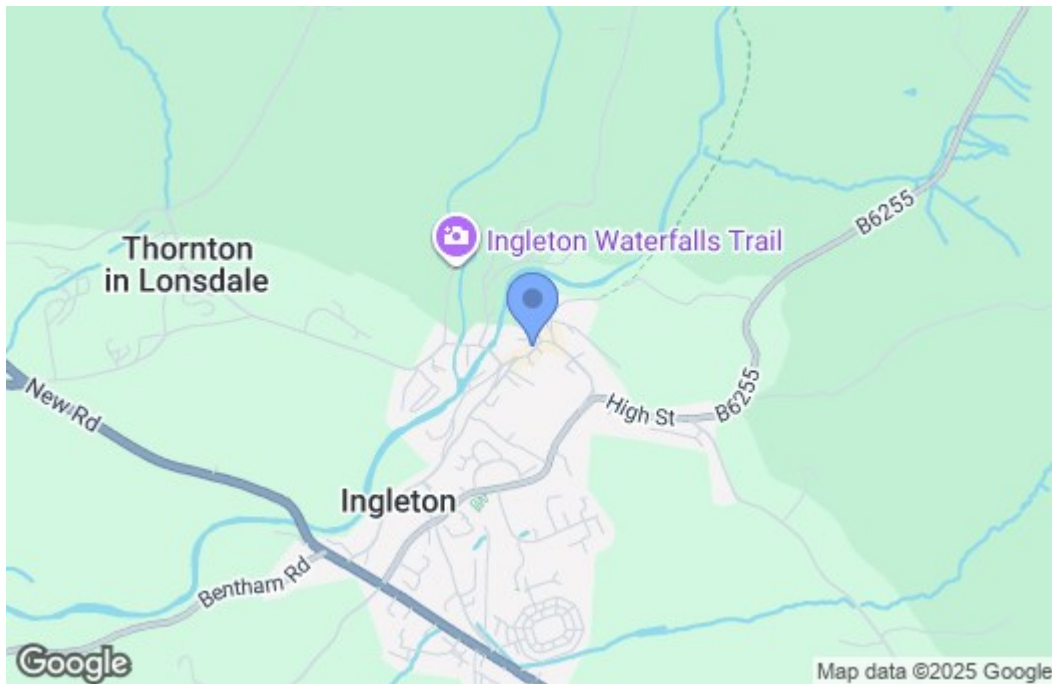 B6255
Thornton
in Lonsdale
Ingleton Waterfalls Trail
New Rd
High St
B6255
Ingleton
Bentham Rd
Google
Map data ©2025 Google